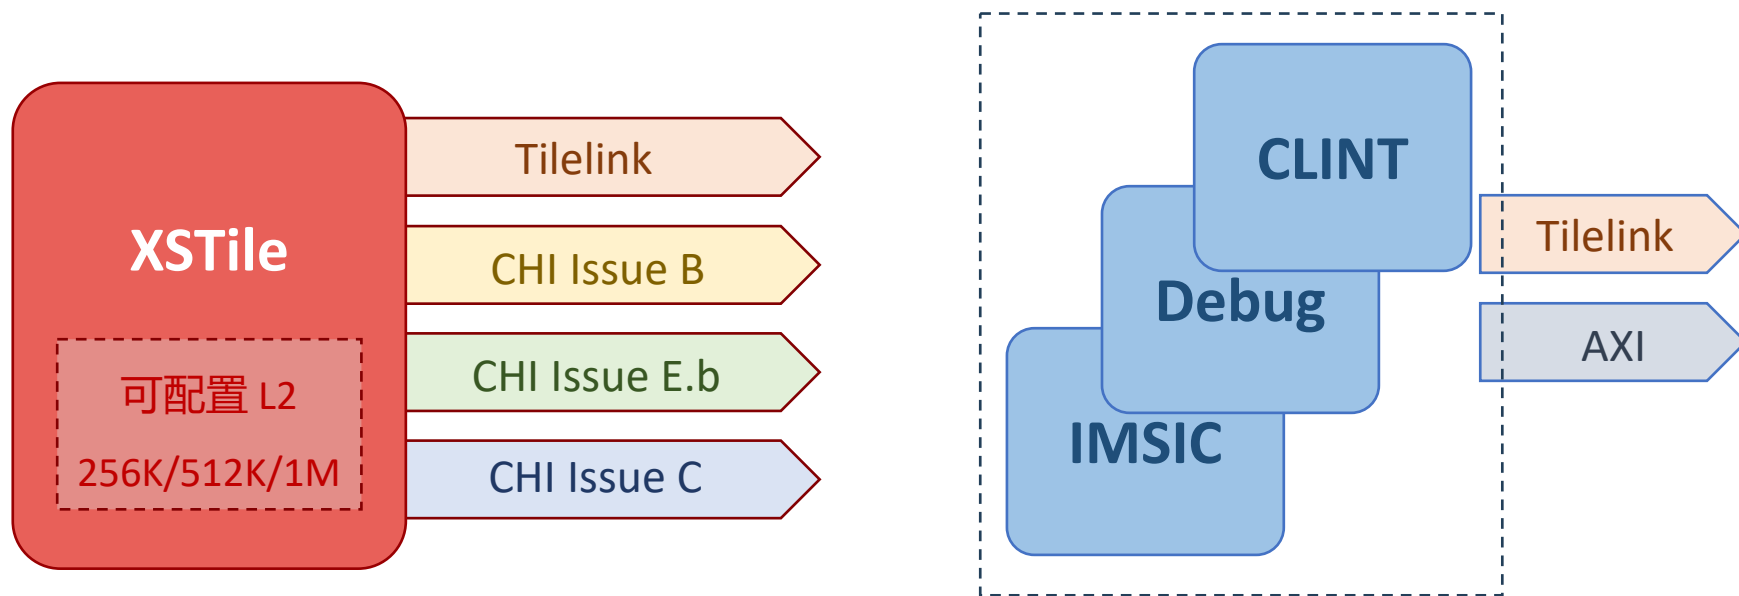 XSTile
可配置 L2
256K/512K/1M
Tilelink
CHI Issue B
CHI Issue E.b
CHI Issue C
CLINT
Debug
IMSIC
Tilelink
AXI